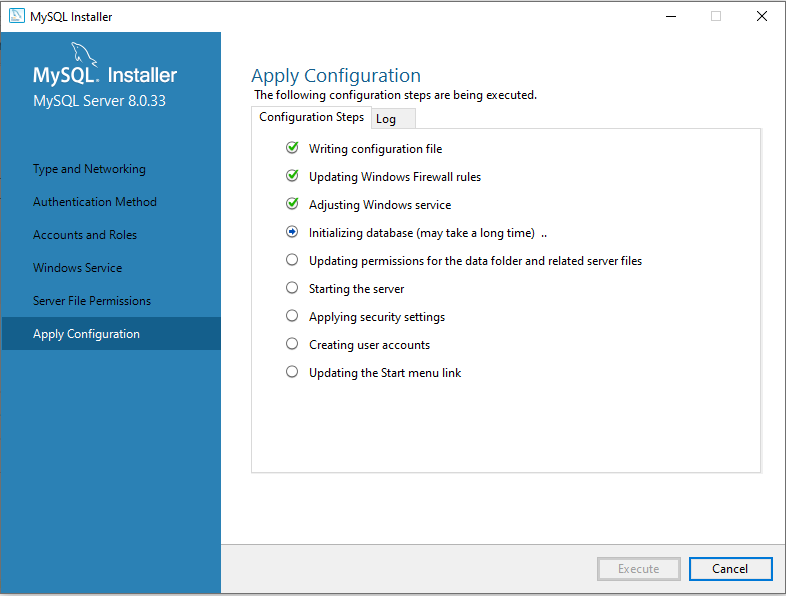 MySQL Installer
MySQL. Installer
MySQL Server 8.0.33
Type and Networking
Authentication Method
Accounts and Roles
Windows Service
Server File Permissions
Apply Configuration
Apply Configuration
The following configuration steps are being executed.
Configuration Steps Log
Writing configuration file
Updating Windows Firewall rules
Adjusting Windows service
Initializing database (may take a long time) ..
Updating permissions for the data folder and related server files
Starting the server
Applying security settings
Creating user accounts
Updating the Start menu link
Execute Cancel